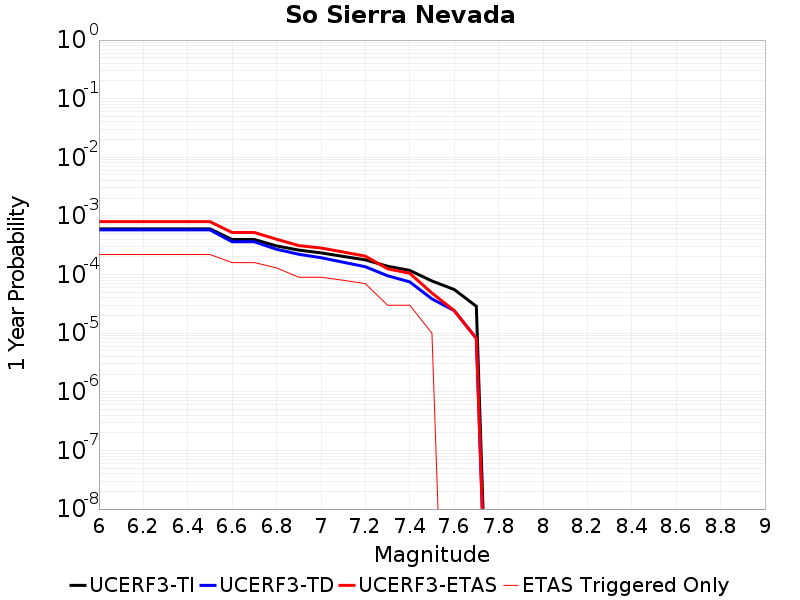 So Sierra Nevada
1 Year Probability
10^0
10^-1
10^-2
10^-3
10^-4
10^-5
10^-6
10^-7
10^-8
6 6.2 6.4 6.6 6.8 7 7.2 7.4 7.6 7.8 8 8.2 8.4 8.6 8.8 9
Magnitude
UCERF3-TI UCERF3-TD UCERF3-ETAS ETAS Triggered Only